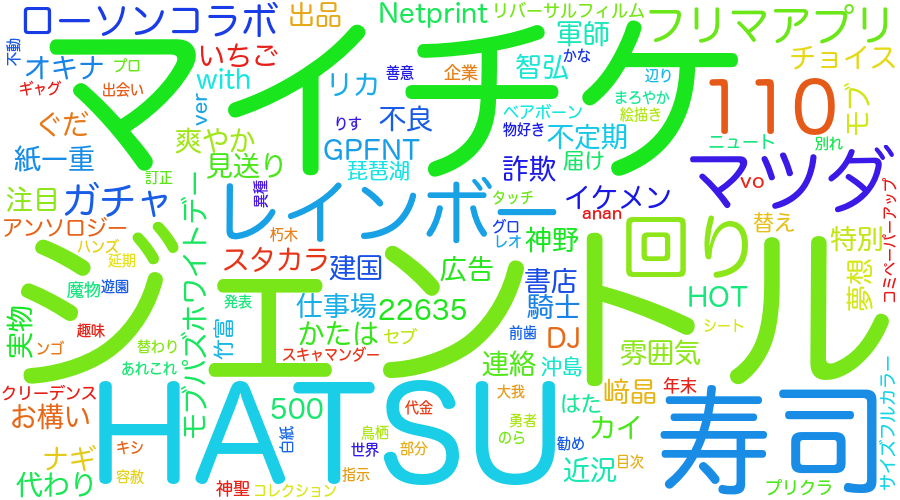 ローソンコラボ
出品
Netprint
リバーサルフィルム
フリマアプリ
不動
オキナ
プロ
いちご
軍師
チョイス
マイチケ
ギャグ
出会い
with
リカ
善意
企業
智弘
かな
辺り
110
モブ
ぐだ
ver
りす
不良
ベアボーン
まろやか
絵描き
爽やか
物好き
不定期
ニュート
別れ
紙一重
見送り
GPFNT
琵琶湖
詐欺
届け
マツダ
訂正
注目
ガチャ
異種
レインボー
タッチ
イケメン
vo
anan
替え
コミペーパーアップ
アンソロジー
朽木
グロ
レオ
神野
回り
特別
ハンズ
延期
スタカラ
建国
広告
書店
夢想
ジェンドル
魔物
遊園
モブパズホワイトデー
発表
仕事場
22635
騎士
HOT
実物
趣味
竹富
かたは
セブ
前歯
DJ
シート
ンゴ
替わり
スキャマンダー
連絡
沖島
雰囲気
あれこれ
クリーデンス
HATSU
大我
崎晶
年末
寿司
サイズフルカラー
お構い
500
代金
勇者
はた
カイ
白紙
鳥栖
のら
ナギ
キシ
世界
部分
勧め
近況
目次
代わり
容赦
神聖
コレクション
指示
プリクラ